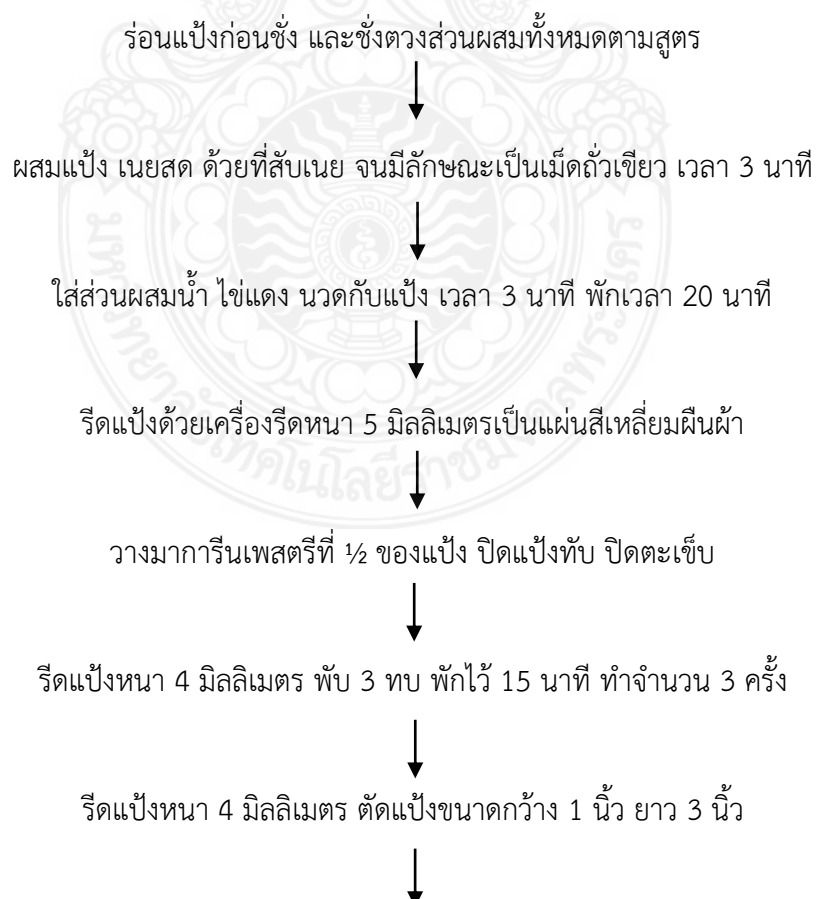 ร่อนแป้งก่อนชั่ง และชั่งตวงส่วนผสมทั้งหมดตามสูตร
ผสมแป้ง เนยสด ด้วยที่สับเนย จนมีลักษณะเป็นเม็ดถั่วเขียว เวลา 3 นาที
ใส่ส่วนผสมน้ำ ไข่แดง นวดกับแป้ง เวลา 3 นาที พักเวลา 20 นาที
รีดแป้งด้วยเครื่องรีดหนา 5 มิลลิเมตรเป็นแผ่นสีเหลี่ยมผืนผ้า
วางมาการีนเพสตรีที่ ½ ของแป้ง ปิดแป้งทับ ปิดตะเข็บ
รีดแป้งหนา 4 มิลลิเมตร พับ 3 ทบ พักไว้ 15 นาที ทำจำนวน 3 ครั้ง
รีดแป้งหนา 4 มิลลิเมตร ตัดแป้งขนาดกว้าง 1 นิ้ว ยาว 3 นิ้ว